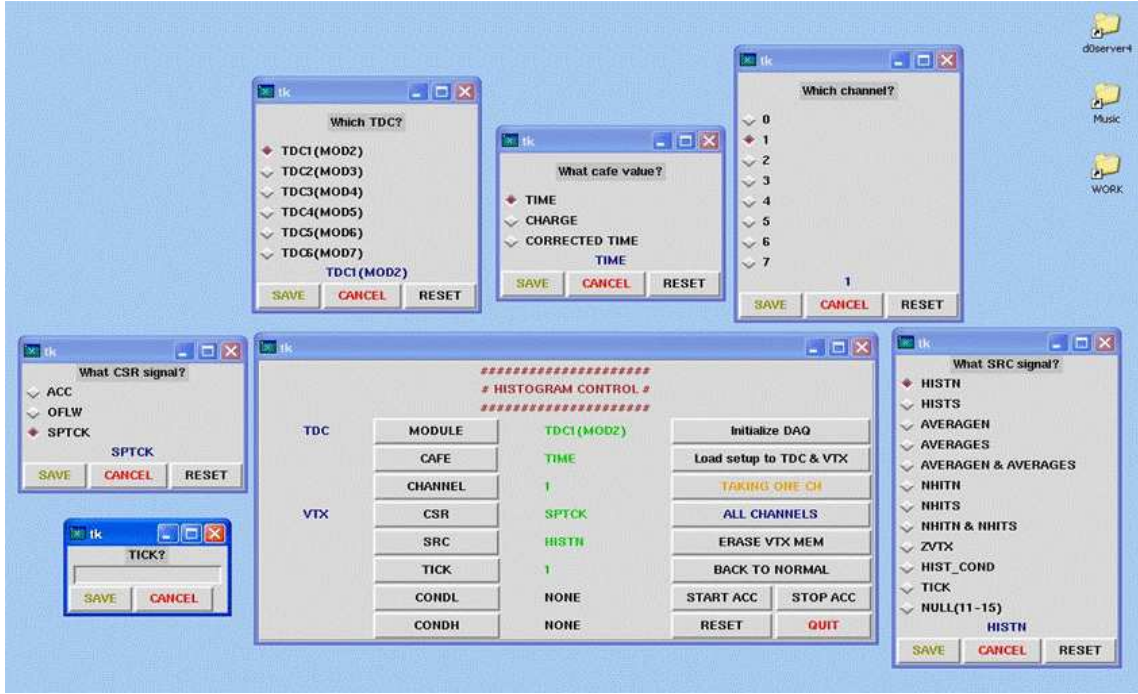 d0server4
Music
WORK
tk
Which TDC?
TDC1(MOD2)
TDC2(MOD3)
TDC3(MOD4)
TDC4(MOD5)
TDC5(MOD6)
TDC6(MOD7)
TDC1(MOD2)
SAVE CANCEL RESET
tk
What cafe value?
TIME
CHARGE
CORRECTED TIME
TIME
SAVE CANCEL RESET
tk
Which channel?
0
1
2
3
4
5
6
7
1
SAVE CANCEL RESET
tk
What CSR signal?
ACC
OFLW
SPTCK
SPTCK
SAVE CANCEL RESET
tk
TICK?
SAVE CANCEL
tk
#####################
# HISTOGRAM CONTROL #
#####################
TDC MODULE TDC1(MOD2) Initialize DAQ
CAFE TIME Load setup to TDC & VTX
CHANNEL 1 TAKING ONE CH
VTX CSR SPTCK ALL CHANNELS
SRC HISTN ERASE VTX MEM
TICK 1 BACK TO NORMAL
CONDL NONE START ACC STOP ACC
CONDH NONE RESET QUIT
tk
What SRC signal?
HISTN
HISTS
AVERAGEN
AVERAGES
AVERAGEN & AVERAGES
NHITN
NHITS
NHITN & NHITS
ZVTX
HIST_COND
TICK
NULL(11-15)
HISTN
SAVE CANCEL RESET